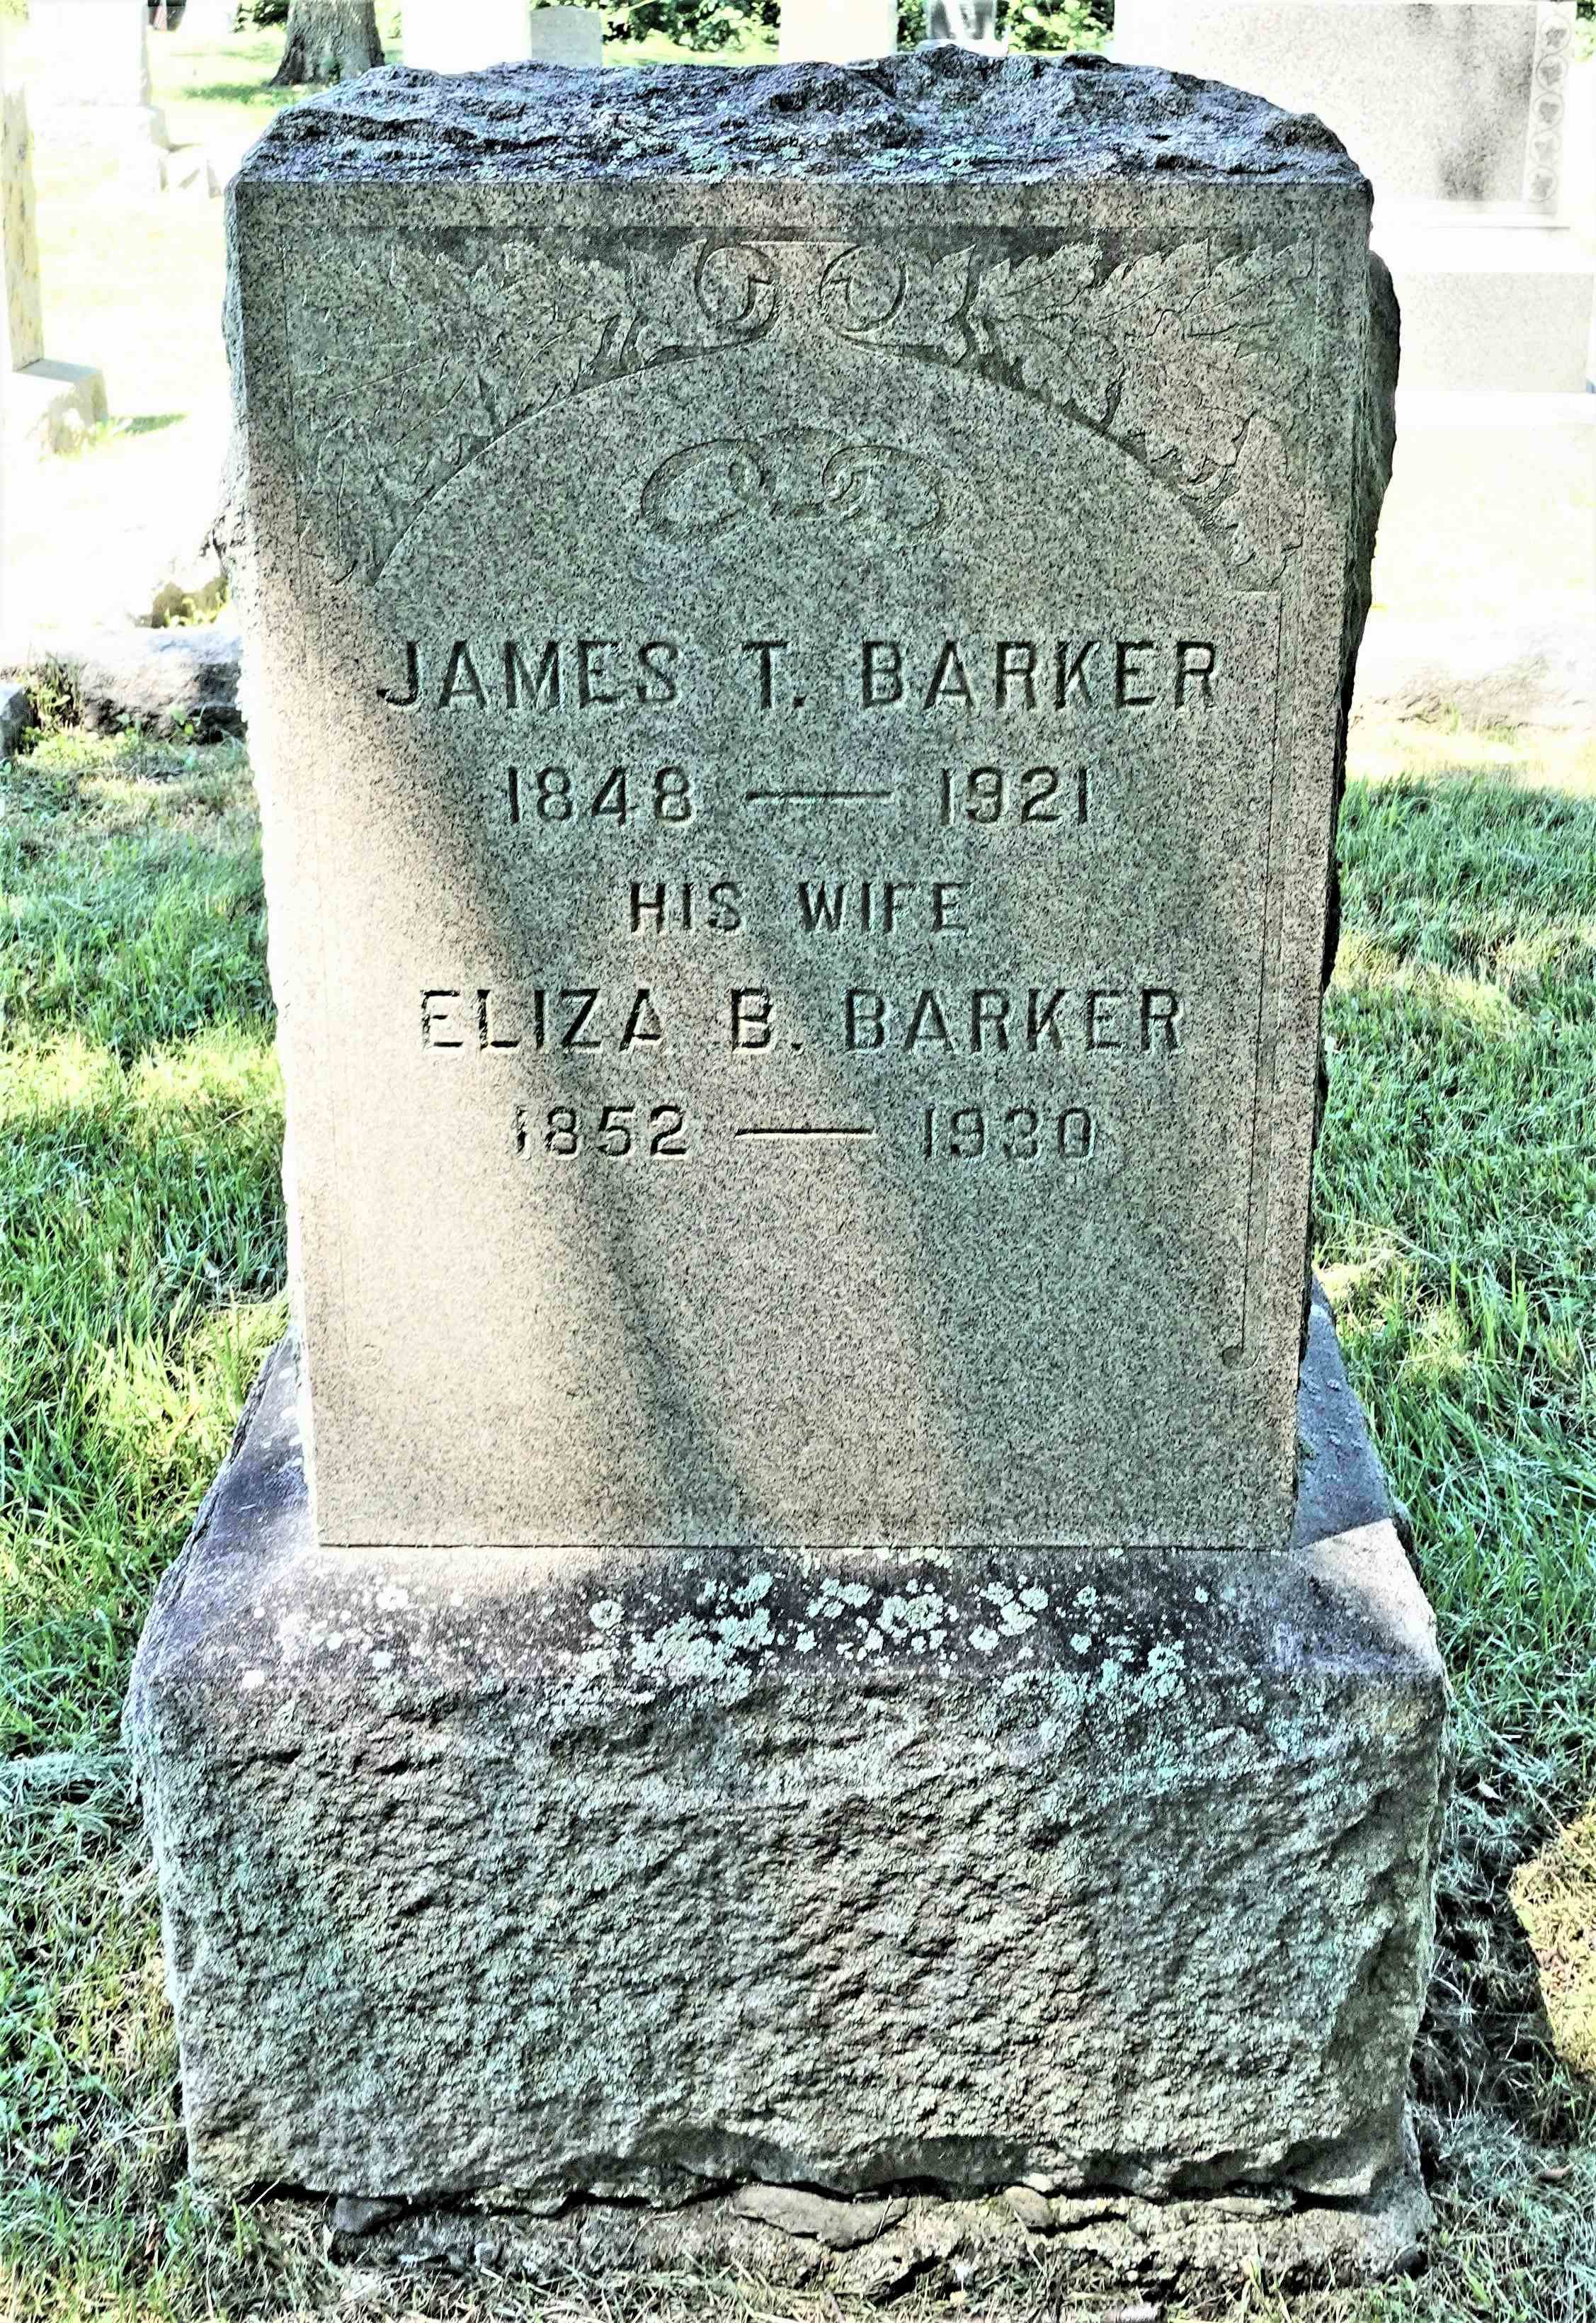 JAMES T. BARKER
1848 — 1921
HIS WIFE
ELIZA B. BARKER
1852 — 1930